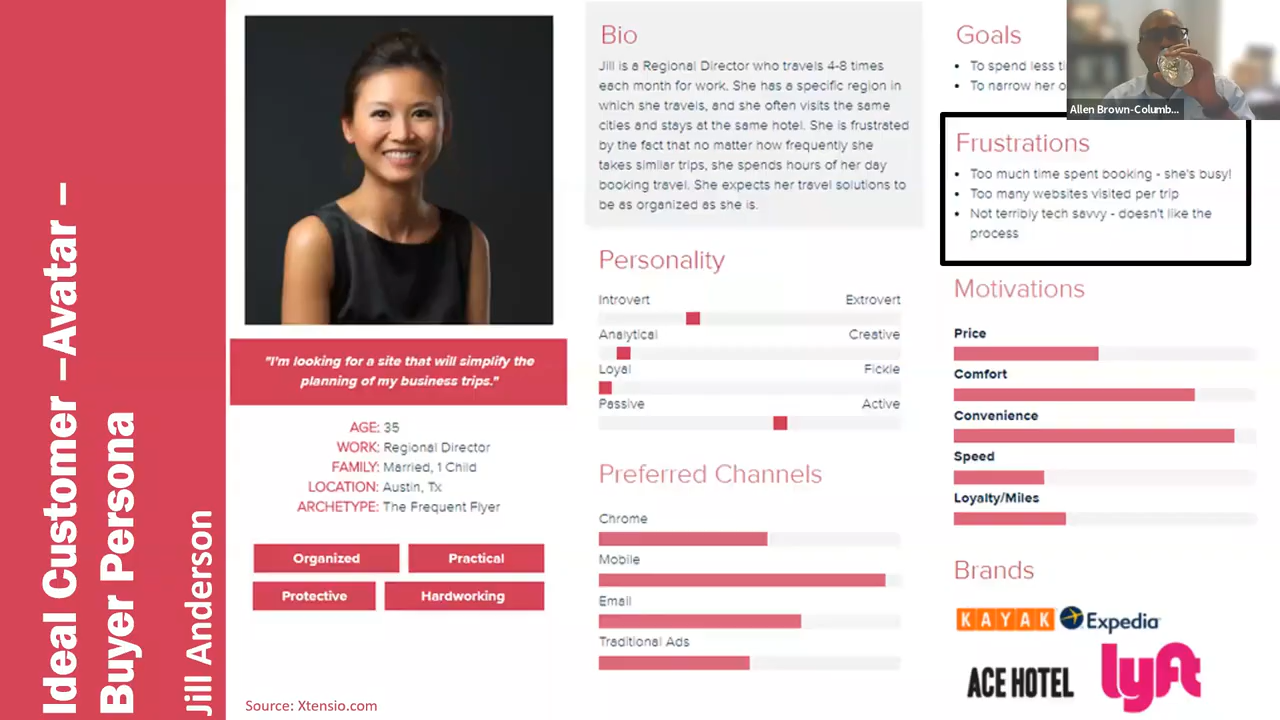 Ideal Customer –Avatar –
Buyer Persona
Jill Anderson
"I'm looking for a site that will simplify the
planning of my business trips."
AGE: 35
WORK: Regional Director
FAMILY: Married, 1 Child
LOCATION: Austin, Tx
ARCHETYPE: The Frequent Flyer
Organized
Practical
Protective
Hardworking
Source: Xtensio.com
Bio
Jill is a Regional Director who travels 4-8 times
each month for work. She has a specific region in
which she travels, and she often visits the same
cities and stays at the same hotel. She is frustrated
by the fact that no matter how frequently she
takes similar trips, she spends hours of her day
booking travel. She expects her travel solutions to
be as organized as she is.
Personality
Introvert Extrovert
Analytical Creative
Loyal Fickle
Passive Active
Preferred Channels
Chrome
Mobile
Email
Traditional Ads
Goals
• To spend less
• To narrow her
Allen Brown-Columb...
Frustrations
• Too much time spent booking - she's busy!
• Too many websites visited per trip
• Not terribly tech savvy - doesn't like the
process
Motivations
Price
Comfort
Convenience
Speed
Loyalty/Miles
Brands
KAYAK Expedia
ACE HOTEL lyft